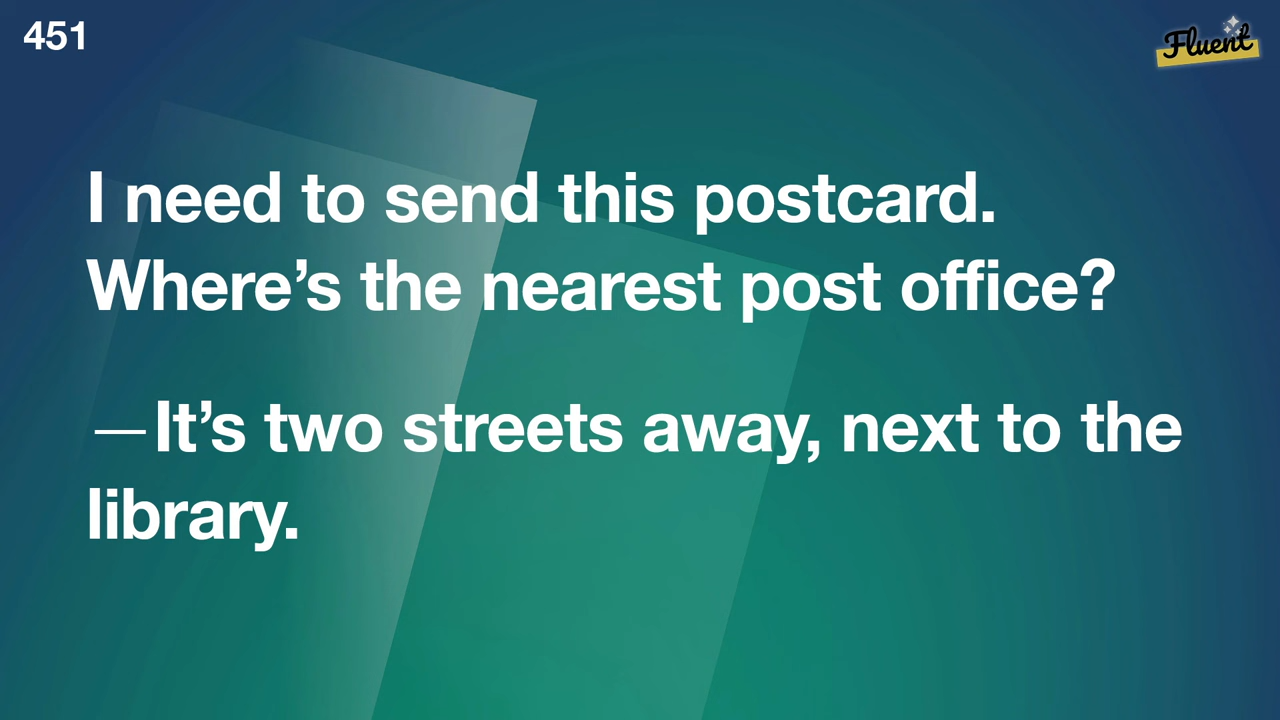 451
Fluent
I need to send this postcard.
Where’s the nearest post office?
—It’s two streets away, next to the
library.